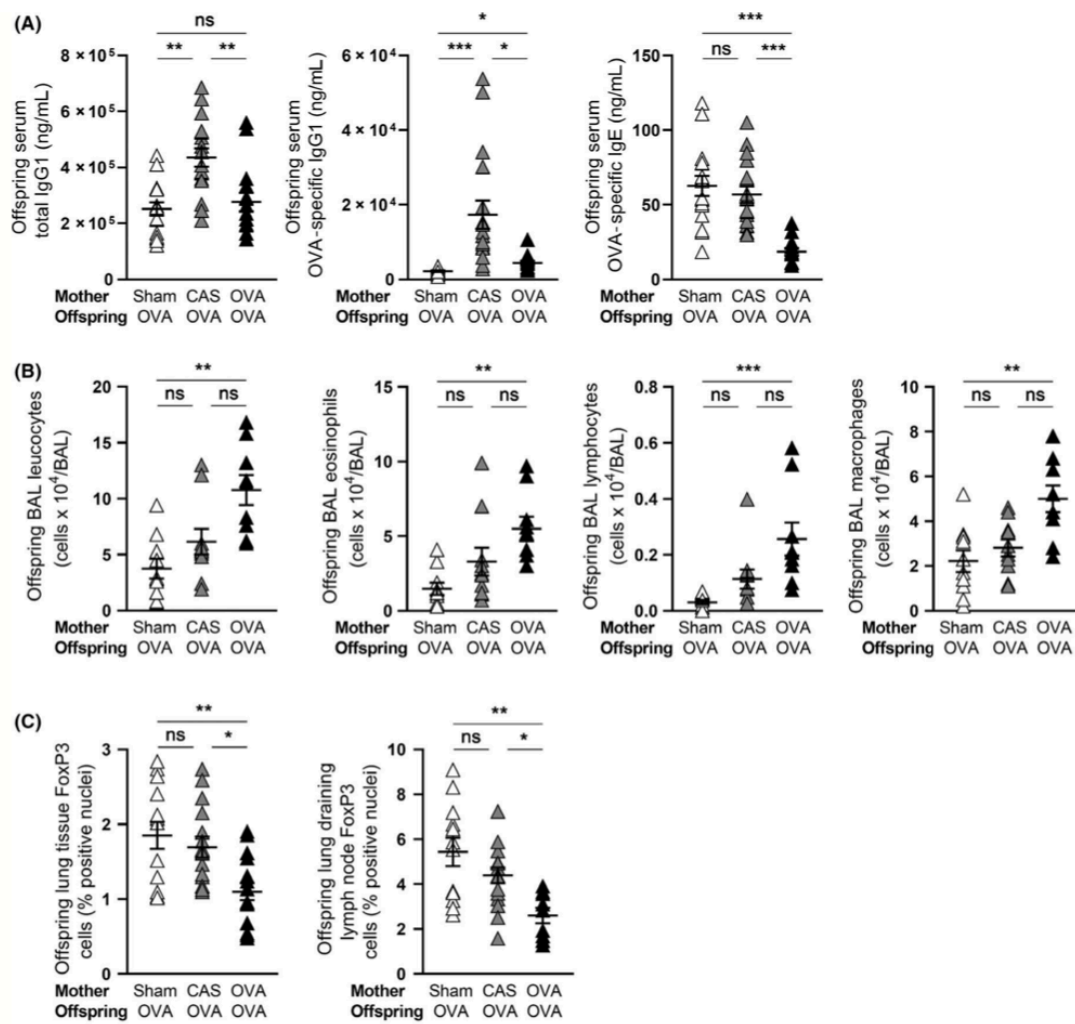 (A)
ns
** **
8 × 10⁵
6 × 10⁵
4 × 10⁵
2 × 10⁵
0
Offspring serum
total IgG1 (ng/mL)
Mother Sham CAS OVA
Offspring OVA OVA OVA
*
*** *
6 × 10⁴
4 × 10⁴
2 × 10⁴
0
Offspring serum
OVA-specific IgG1 (ng/mL)
Sham CAS OVA
OVA OVA OVA
***
ns ***
150
100
50
0
Offspring serum
OVA-specific IgE (ng/mL)
Mother Sham CAS OVA
Offspring OVA OVA OVA
(B)
**
ns ns
20
15
10
5
0
Offspring BAL leucocytes
(cells x 10⁴/BAL)
Mother Sham CAS OVA
Offspring OVA OVA OVA
**
ns ns
15
10
5
0
Offspring BAL eosinophils
(cells x 10⁴/BAL)
Mother Sham CAS OVA
Offspring OVA OVA OVA
***
ns ns
0.8
0.6
0.4
0.2
0.0
Offspring BAL lymphocytes
(cells x 10⁴/BAL)
Mother Sham CAS OVA
Offspring OVA OVA OVA
**
ns ns
10
8
6
4
2
0
Offspring BAL macrophages
(cells x 10⁴/BAL)
Mother Sham CAS OVA
Offspring OVA OVA OVA
(C)
**
ns *
3
2
1
0
Offspring lung tissue FoxP3
cells (% positive nuclei)
Mother Sham CAS OVA
Offspring OVA OVA OVA
**
ns *
10
8
6
4
2
0
Offspring lung draining
lymph node FoxP3
cells (% positive nuclei)
Mother Sham CAS OVA
Offspring OVA OVA OVA